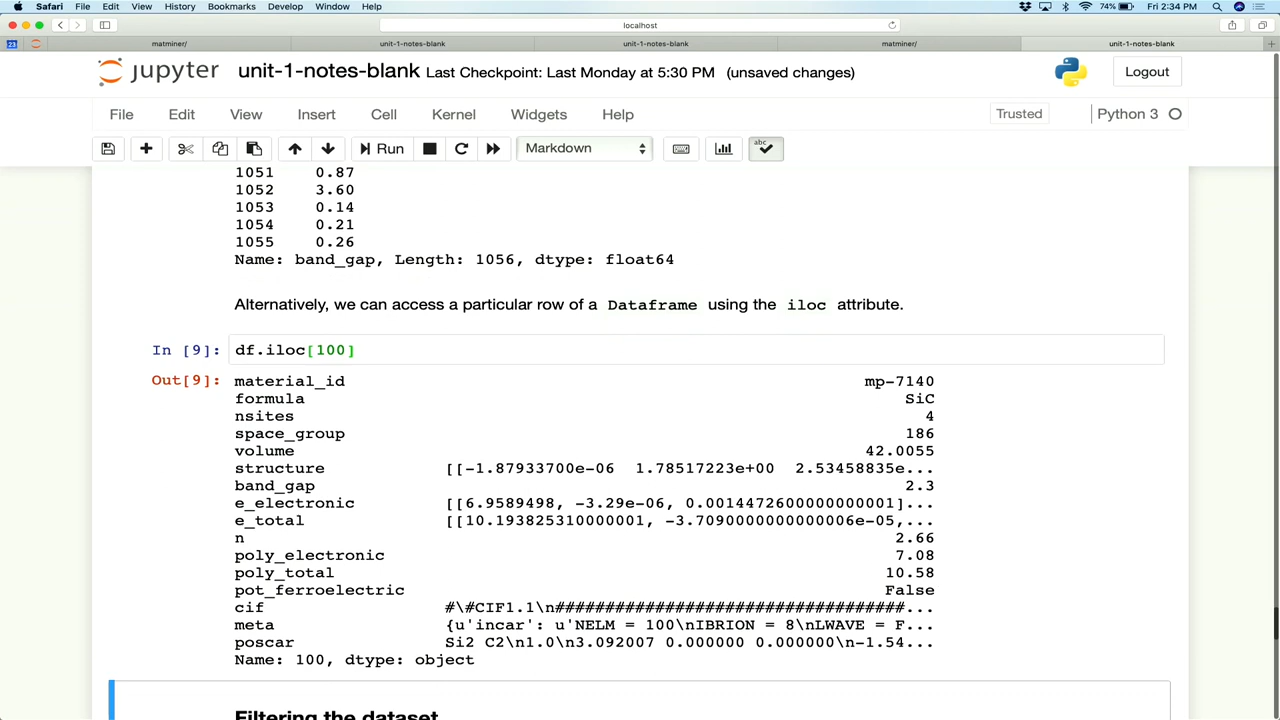 Safari File Edit View History Bookmarks Develop Window Help 74% Fri 2:34 PM
localhost
23 matminer/ unit-1-notes-blank unit-1-notes-blank matminer/ unit-1-notes-blank
jupyter unit-1-notes-blank Last Checkpoint: Last Monday at 5:30 PM (unsaved changes) Logout
File Edit View Insert Cell Kernel Widgets Help Trusted Python 3
Run Markdown abc
1051 0.87
1052 3.60
1053 0.14
1054 0.21
1055 0.26
Name: band_gap, Length: 1056, dtype: float64
Alternatively, we can access a particular row of a Dataframe using the iloc attribute.
In [9]: df.iloc[100]
Out[9]: material_id mp-7140
formula SiC
nsites 4
space_group 186
volume 42.0055
structure [[-1.87933700e-06 1.78517223e+00 2.53458835e...
band_gap 2.3
e_electronic [[6.9589498, -3.29e-06, 0.0014472600000000001]...
e_total [[10.193825310000001, -3.7090000000000006e-05,...
n 2.66
poly_electronic 7.08
poly_total 10.58
pot_ferroelectric False
cif #\#CIF1.1\n###################################...
meta {u'incar': u'NELM = 100\nIBRION = 8\nLWAVE = F...
poscar Si2 C2\n1.0\n3.092007 0.000000 0.000000\n-1.54...
Name: 100, dtype: object
Filtering the dataset